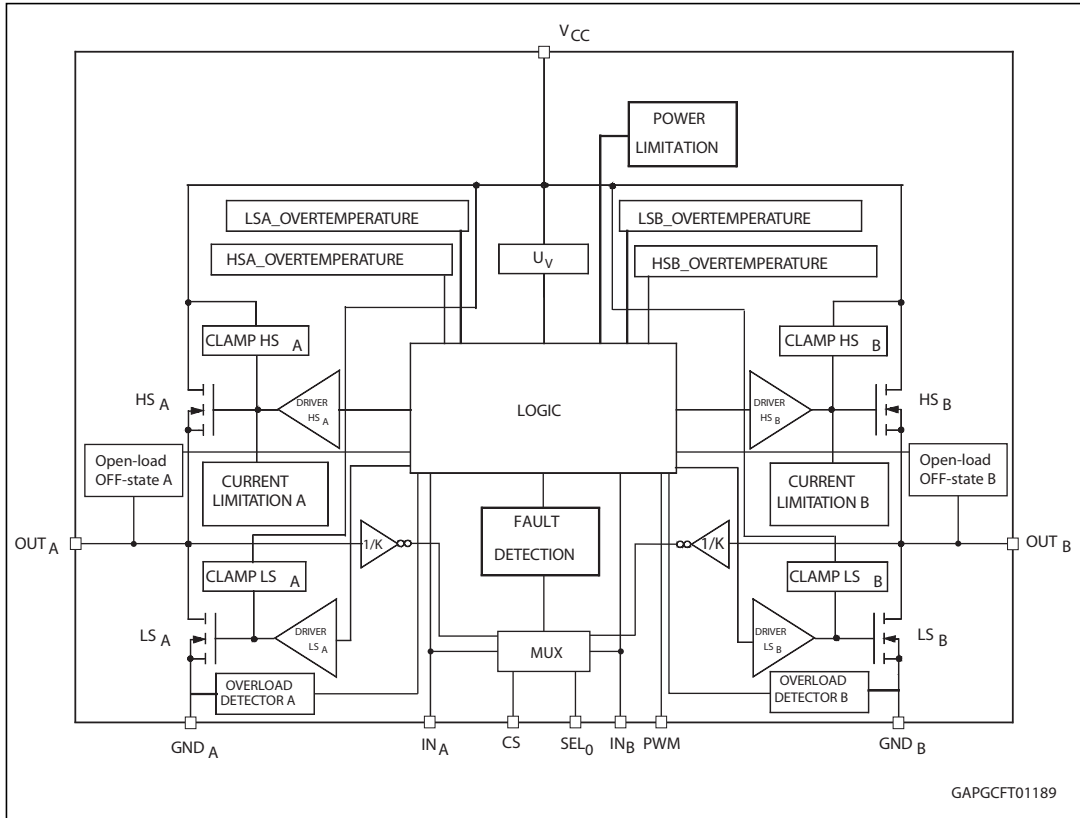 VCC
POWER
LIMITATION
LSA_OVERTEMPERATURE
LSB_OVERTEMPERATURE
HSA_OVERTEMPERATURE
UV
HSB_OVERTEMPERATURE
CLAMP HS A
CLAMP HS B
HS A
DRIVER
HS A
LOGIC
DRIVER
HS B
HS B
Open-load
OFF-state A
CURRENT
LIMITATION A
CURRENT
LIMITATION B
Open-load
OFF-state B
FAULT
DETECTION
OUT A
1/K
1/K
OUT B
CLAMP LS A
CLAMP LS B
LS A
DRIVER
LS A
MUX
DRIVER
LS B
LS B
OVERLOAD
DETECTOR A
OVERLOAD
DETECTOR B
GND A
IN A
CS
SEL0
IN B
PWM
GND B
GAPGCFT01189